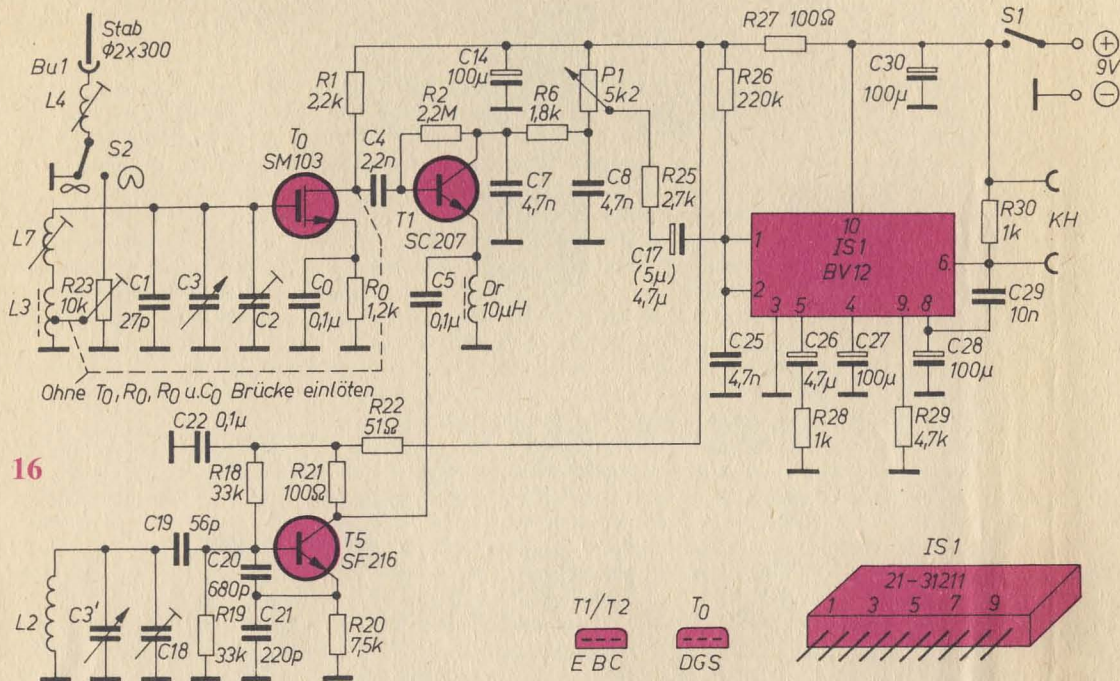 Stab
ϕ2x300
Bu1
L4
S2
R1
2,2k
C14
100µ
R2
2,2M
R6
1,8k
P1
5k2
R27 100Ω
R26
220k
C30
100µ
S1
+
9V
−
T0
SM103
C4
2,2n
T1
SC207
C7
4,7n
C8
4,7n
R25
2,7k
C17
(5µ)
4,7µ
R30
1k
KH
1
2
10
IS1
BV12
6.
3
5
4
9.
8
C29
10n
L7
L3
R23
10k
C1
27p
C3
C2
C0
0,1µ
R0
1,2k
C5
0,1µ
Dr
10µH
C25
4,7n
C26
4,7µ
C27
100µ
C28
100µ
R28
1k
R29
4,7k
Ohne T0, R0, R0 u.C0 Brücke einlöten
C22 0,1µ
R22
51Ω
16
R18
33k
R21
100Ω
C19 56p
T5
SF216
C20
680p
L2
C3'
C18
R19
33k
C21
220p
R20
7,5k
T1/T2
E B C
T0
DGS
IS1
21-31211
1 3 5 7 9